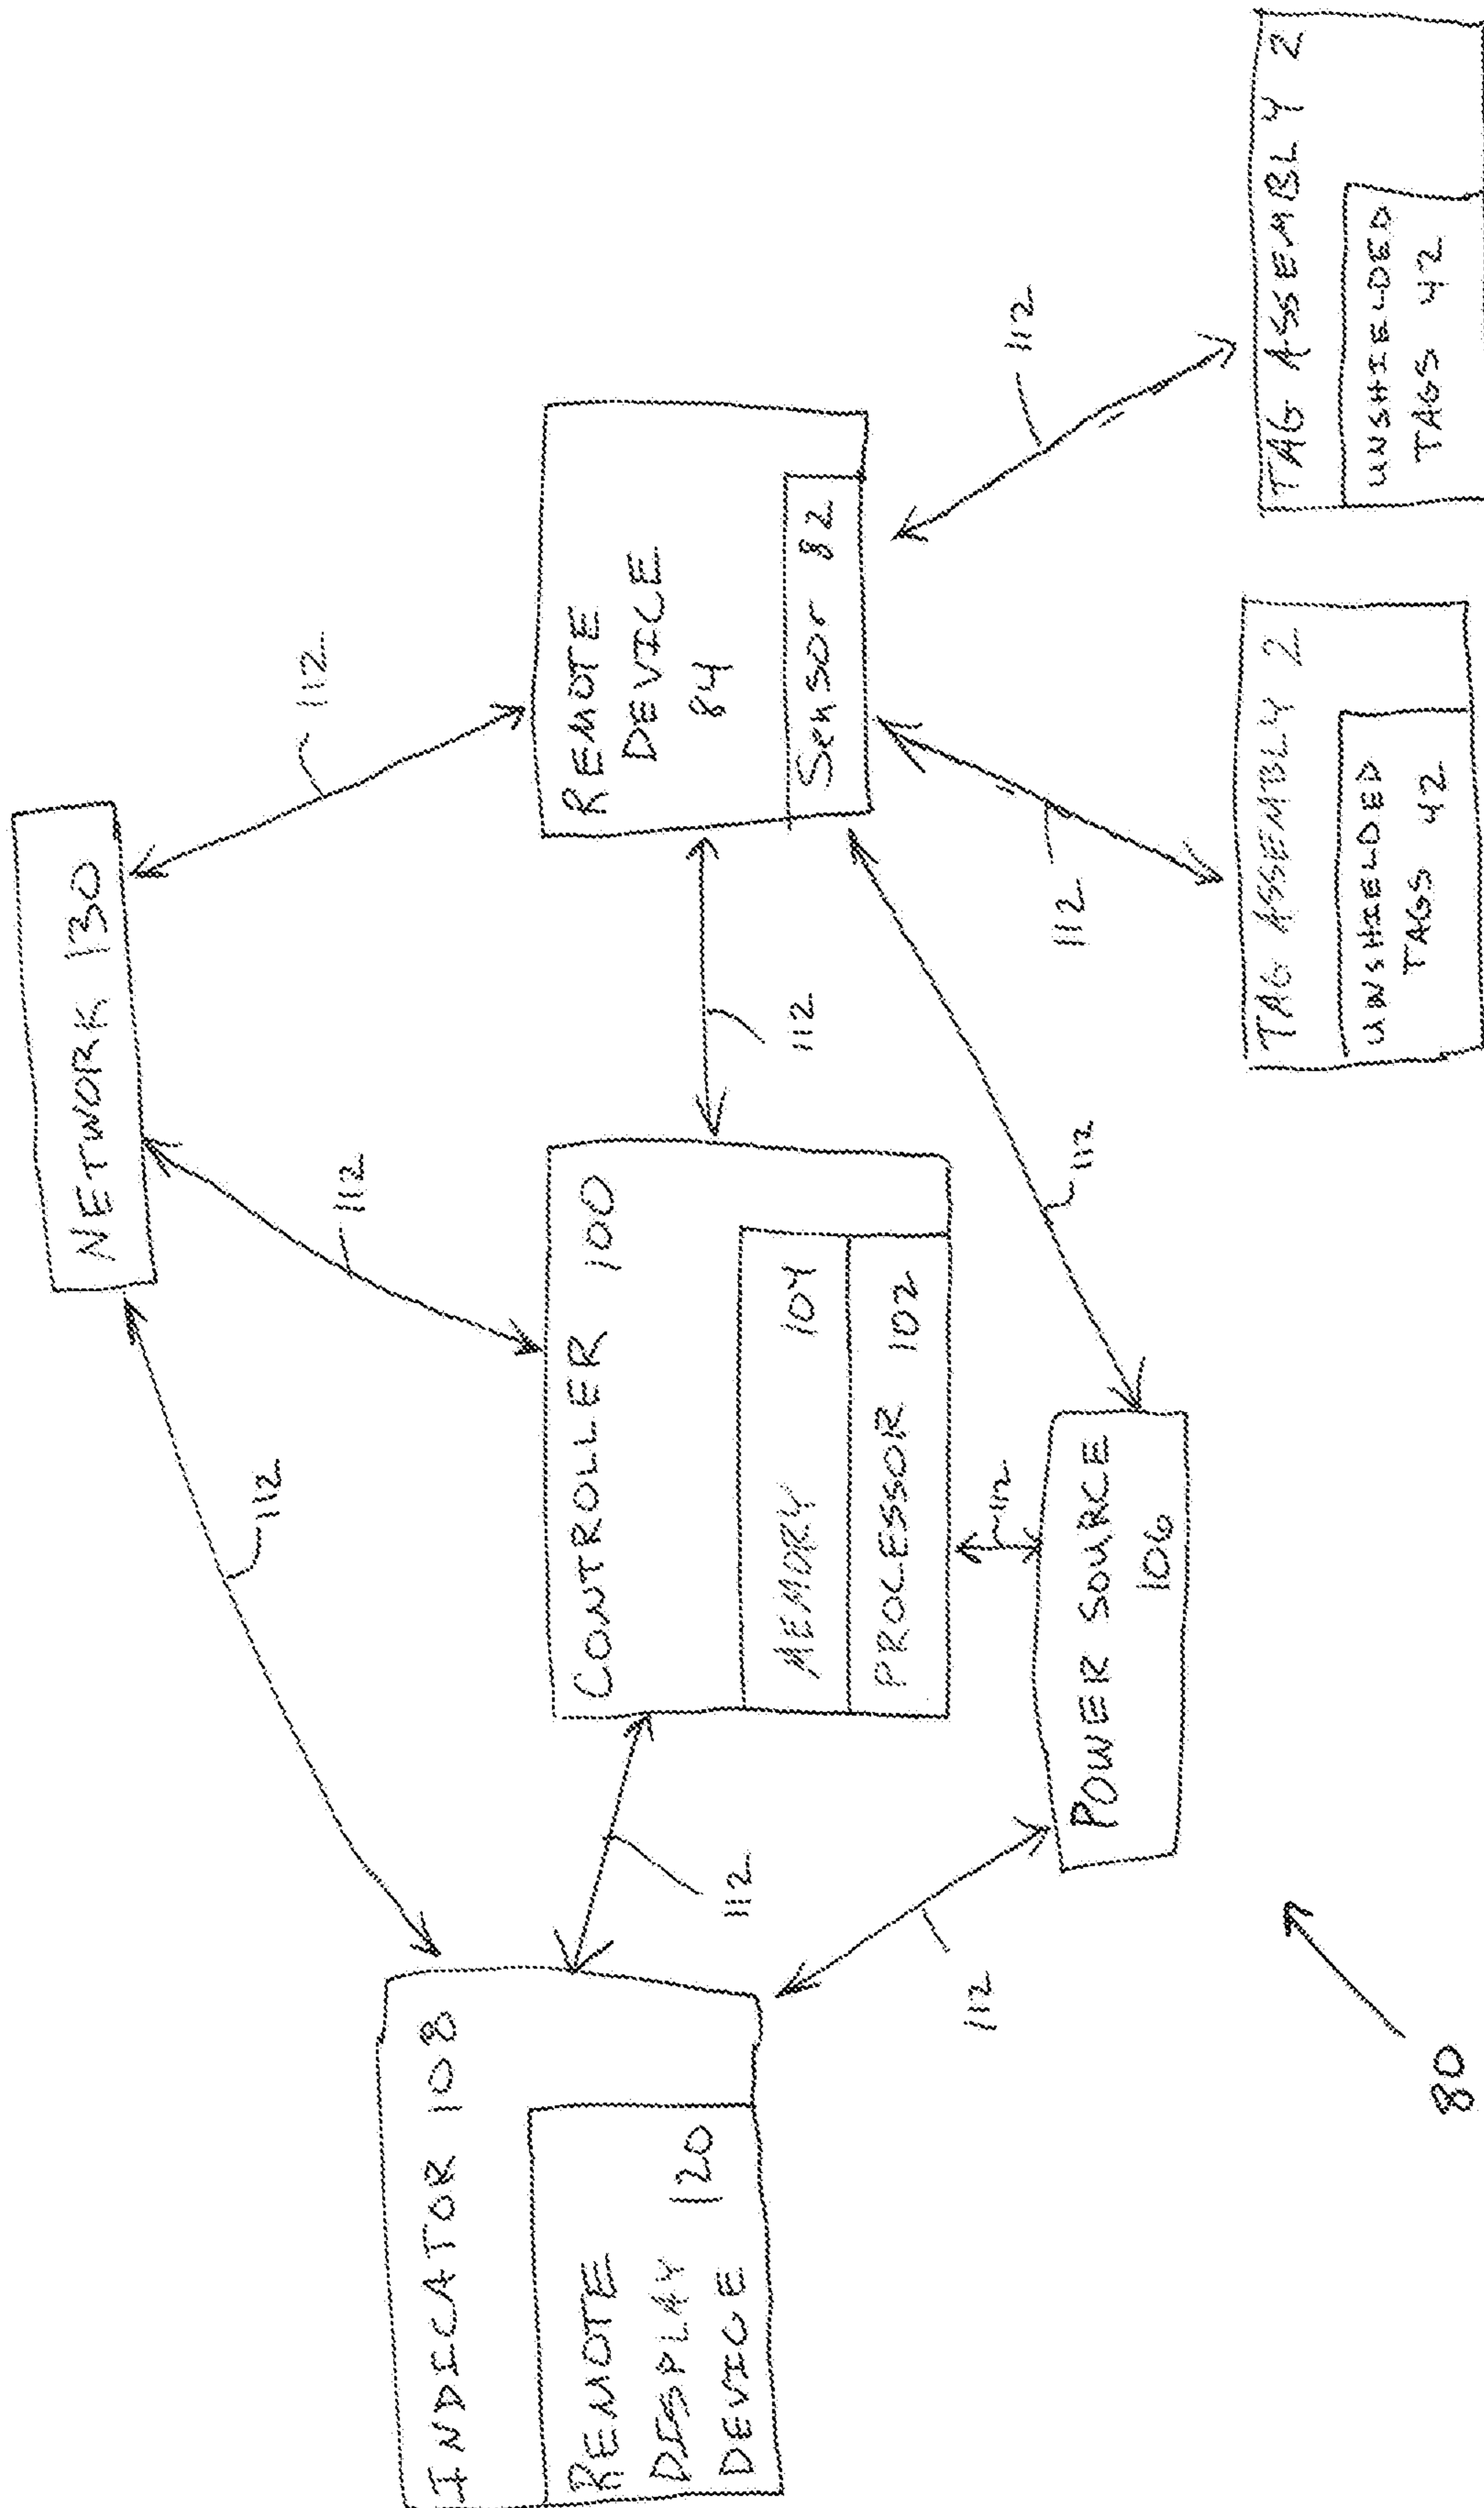 NETWORK 130
112
112
112
INDICATOR 108
REMOTE
DISPLAY 120
DEVICE
112
CONTROLLER 100
MEMORY 104
PROCESSOR 102
112
REMOTE
DEVICE
84
Sensor 82
112
112
POWER SOURCE
106
112
112
112
TAG ASSEMBLY 2
UNSHIELDED
TAGS 42
TAG ASSEMBLY 2
UNSHIELDED
TAGS 42
80